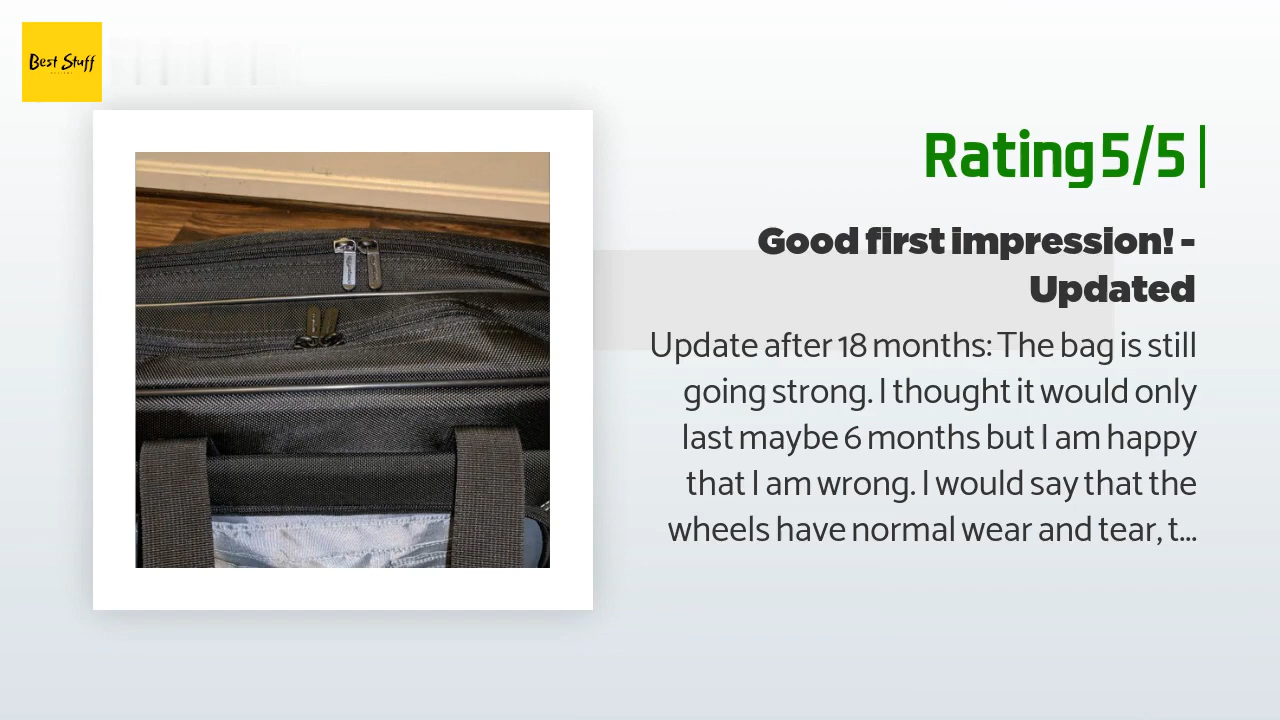 Best Stuff
Rating 5/5
Good first impression! -
Updated
Update after 18 months: The bag is still
going strong. I thought it would only
last maybe 6 months but I am happy
that I am wrong. I would say that the
wheels have normal wear and tear, t...